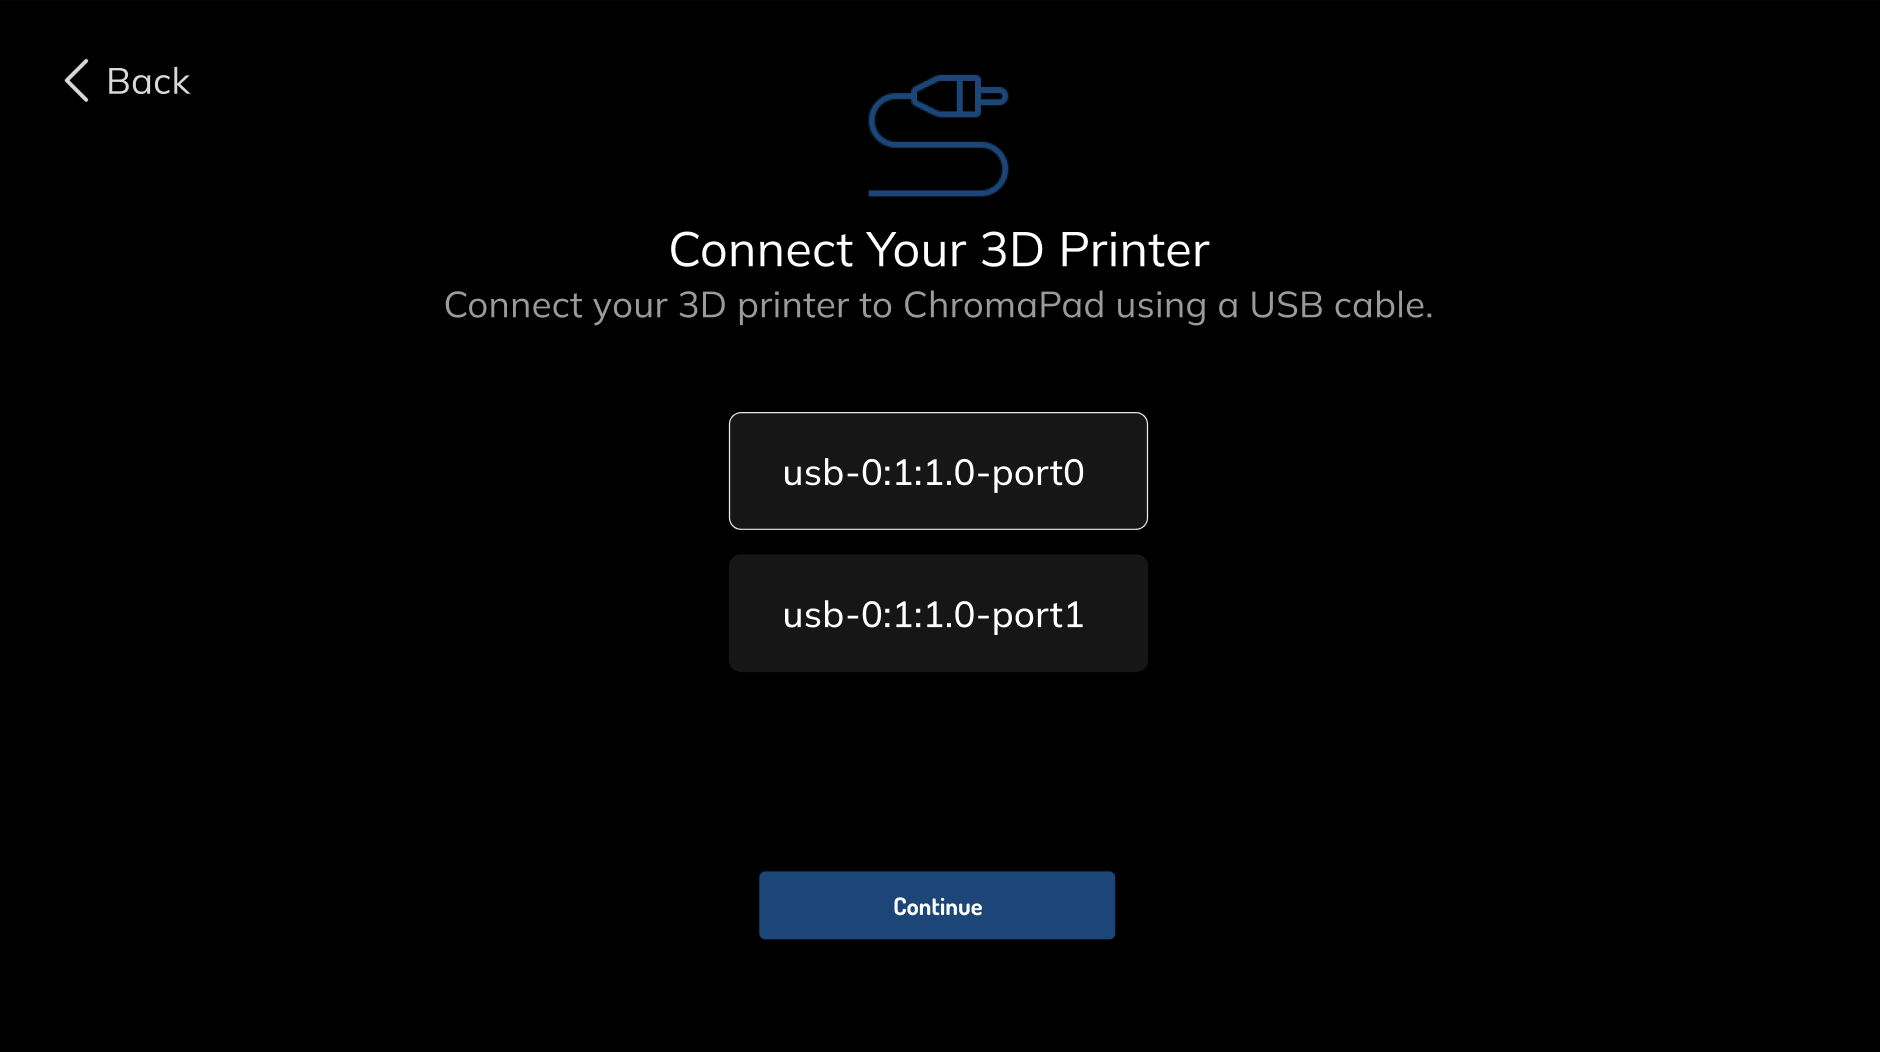 Back
Connect Your 3D Printer
Connect your 3D printer to ChromaPad using a USB cable.
usb-0:1:1.0-port0
usb-0:1:1.0-port1
Continue